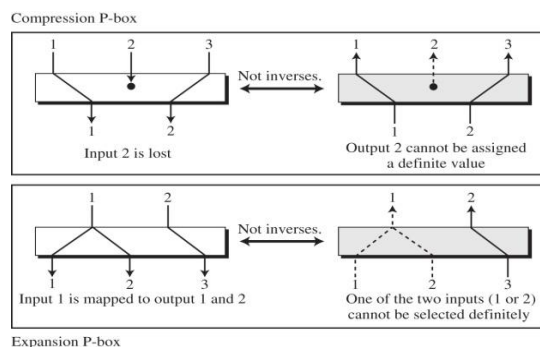 Compression P-box
1 2 3 1 2 3
Not inverses.
1 2 1 2
Input 2 is lost
Output 2 cannot be assigned
a definite value
1 2 1 2
Not inverses.
1 2 3 1 2 3
Input 1 is mapped to output 1 and 2
One of the two inputs (1 or 2)
cannot be selected definitely
Expansion P-box